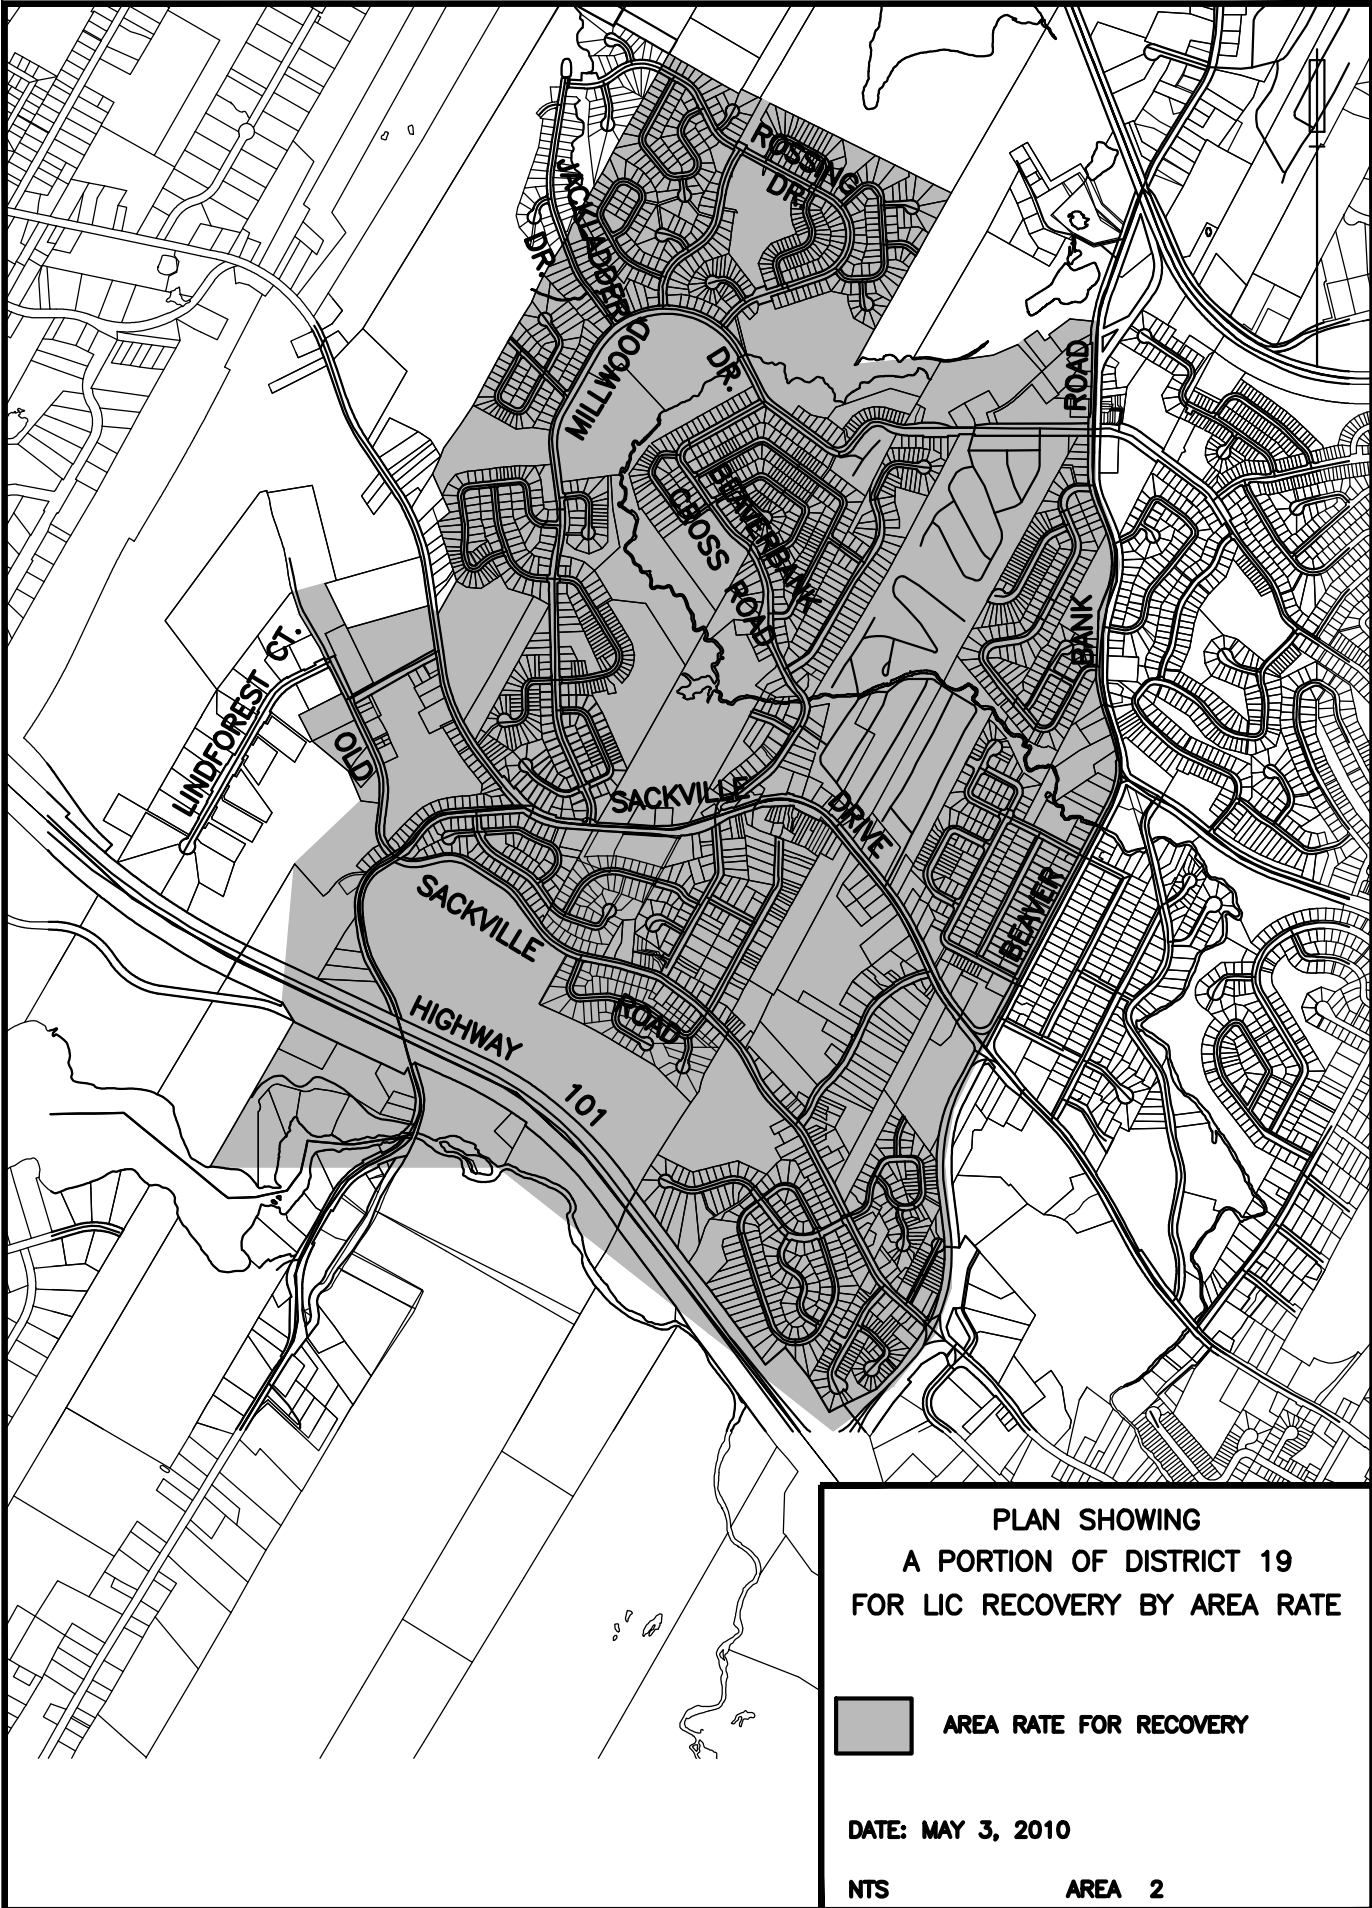 ROSSING
DR.
JACKLADDER
DR.
MILLWOOD
DR.
ROAD
BEAVERBANK
CROSS ROAD
BANK
LINDFOREST CT.
OLD
SACKVILLE
DRIVE
BEAVER
SACKVILLE
ROAD
HIGHWAY
101
PLAN SHOWING
A PORTION OF DISTRICT 19
FOR LIC RECOVERY BY AREA RATE
AREA RATE FOR RECOVERY
DATE: MAY 3, 2010
NTS AREA 2